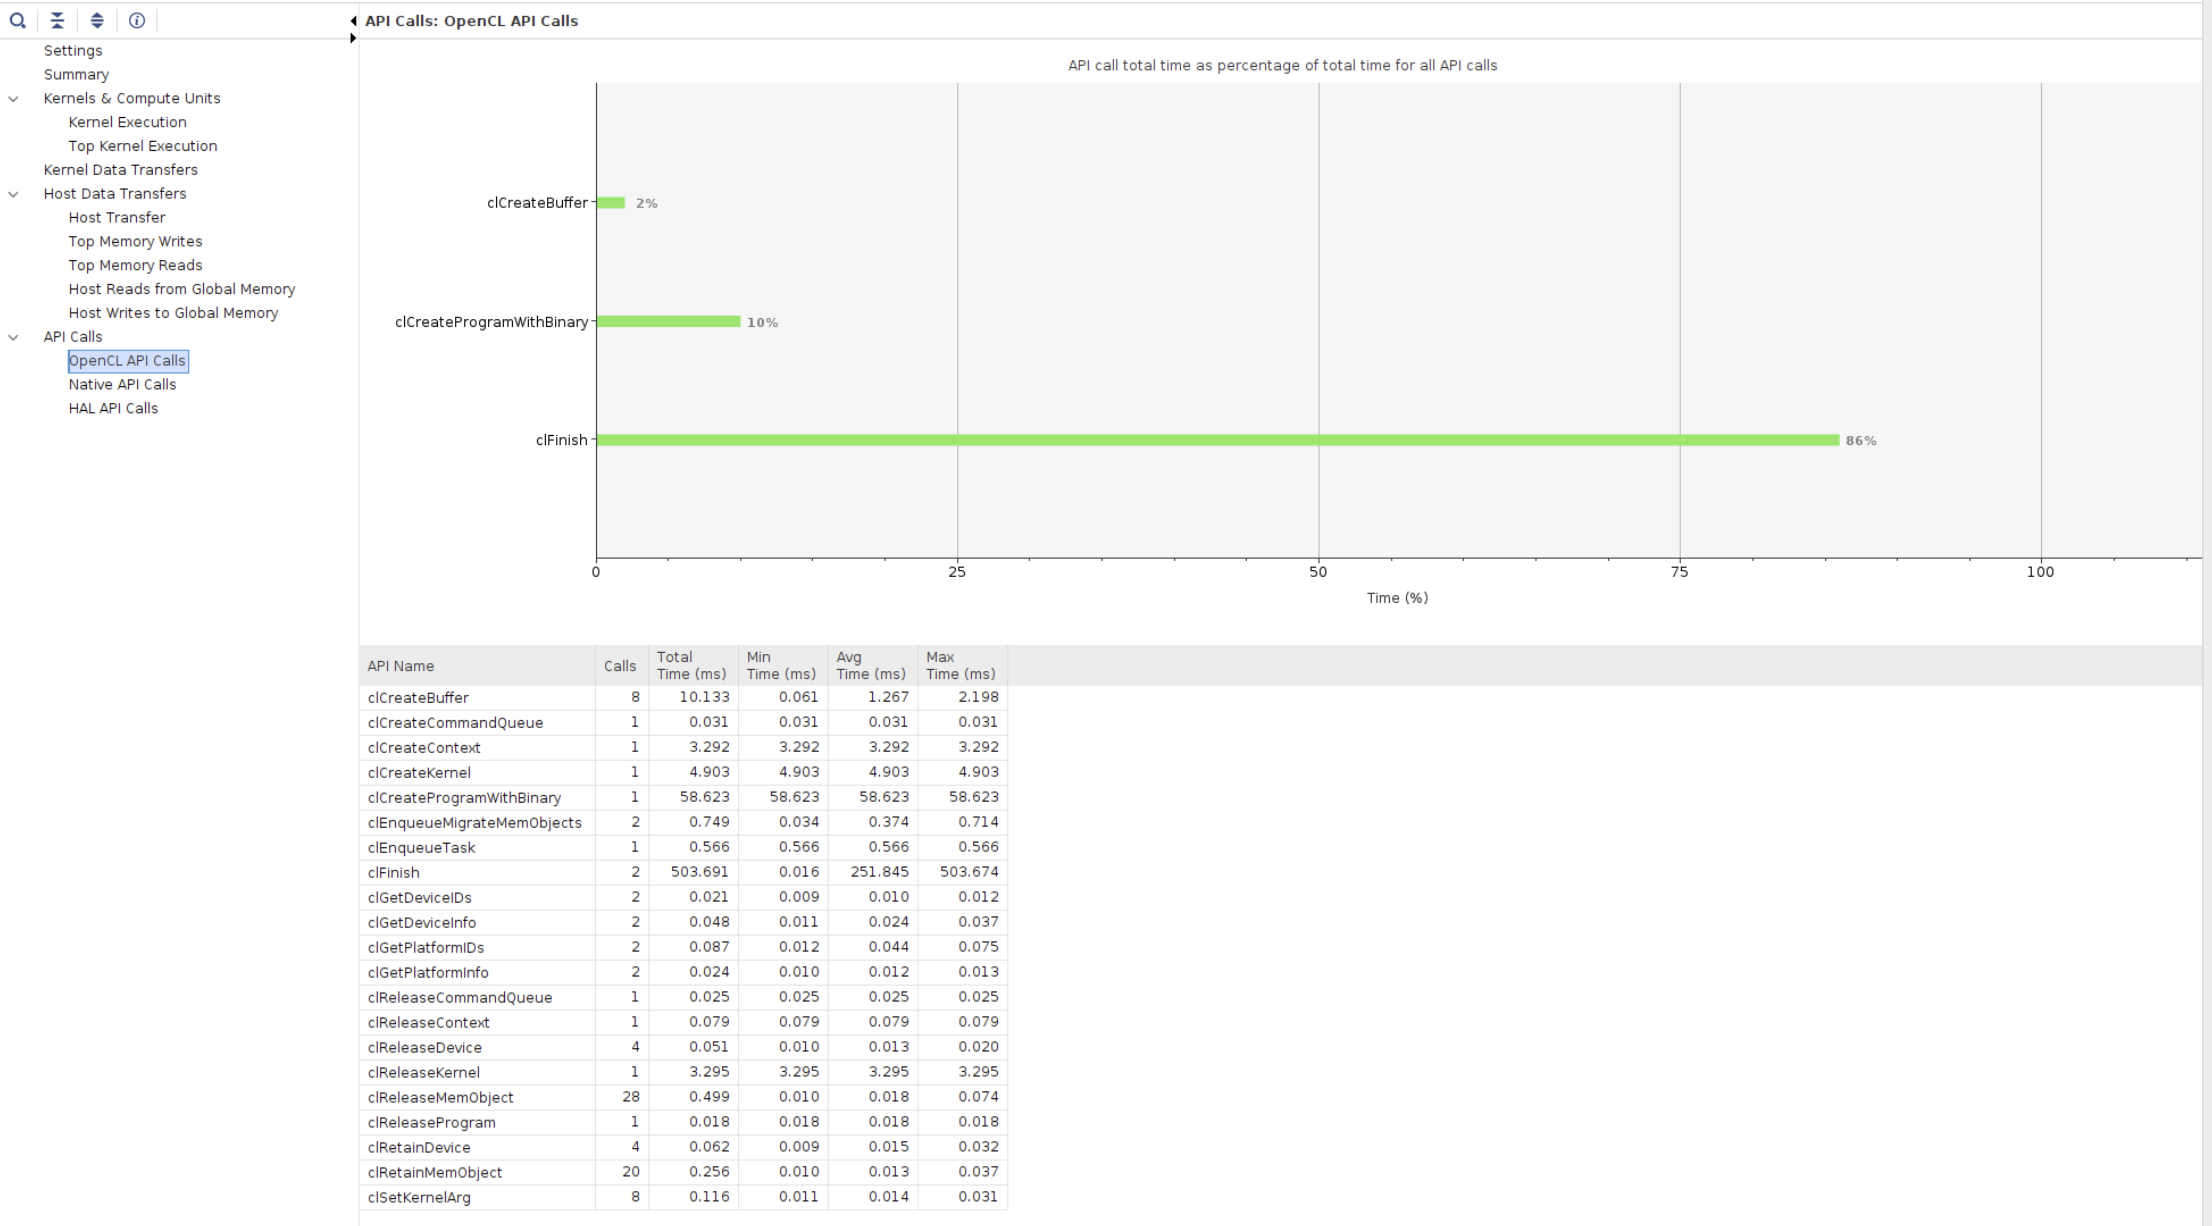 API Calls: OpenCL API Calls
Settings
Summary
Kernels & Compute Units
Kernel Execution
Top Kernel Execution
Kernel Data Transfers
Host Data Transfers
Host Transfer
Top Memory Writes
Top Memory Reads
Host Reads from Global Memory
Host Writes to Global Memory
API Calls
OpenCL API Calls
Native API Calls
HAL API Calls
API call total time as percentage of total time for all API calls
clCreateBuffer 2%
clCreateProgramWithBinary 10%
clFinish 86%
0 25 50 75 100
Time (%)
API Name Calls Total Time (ms) Min Time (ms) Avg Time (ms) Max Time (ms)
clCreateBuffer 8 10.133 0.061 1.267 2.198
clCreateCommandQueue 1 0.031 0.031 0.031 0.031
clCreateContext 1 3.292 3.292 3.292 3.292
clCreateKernel 1 4.903 4.903 4.903 4.903
clCreateProgramWithBinary 1 58.623 58.623 58.623 58.623
clEnqueueMigrateMemObjects 2 0.749 0.034 0.374 0.714
clEnqueueTask 1 0.566 0.566 0.566 0.566
clFinish 2 503.691 0.016 251.845 503.674
clGetDeviceIDs 2 0.021 0.009 0.010 0.012
clGetDeviceInfo 2 0.048 0.011 0.024 0.037
clGetPlatformIDs 2 0.087 0.012 0.044 0.075
clGetPlatformInfo 2 0.024 0.010 0.012 0.013
clReleaseCommandQueue 1 0.025 0.025 0.025 0.025
clReleaseContext 1 0.079 0.079 0.079 0.079
clReleaseDevice 4 0.051 0.010 0.013 0.020
clReleaseKernel 1 3.295 3.295 3.295 3.295
clReleaseMemObject 28 0.499 0.010 0.018 0.074
clReleaseProgram 1 0.018 0.018 0.018 0.018
clRetainDevice 4 0.062 0.009 0.015 0.032
clRetainMemObject 20 0.256 0.010 0.013 0.037
clSetKernelArg 8 0.116 0.011 0.014 0.031